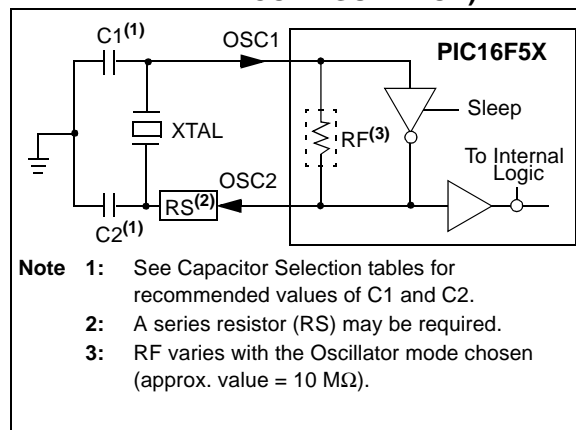 C1(1)
OSC1
PIC16F5X
Sleep
XTAL
RF(3)
To Internal
Logic
OSC2
RS(2)
C2(1)
Note 1: See Capacitor Selection tables for
recommended values of C1 and C2.
2: A series resistor (RS) may be required.
3: RF varies with the Oscillator mode chosen
(approx. value = 10 MΩ).